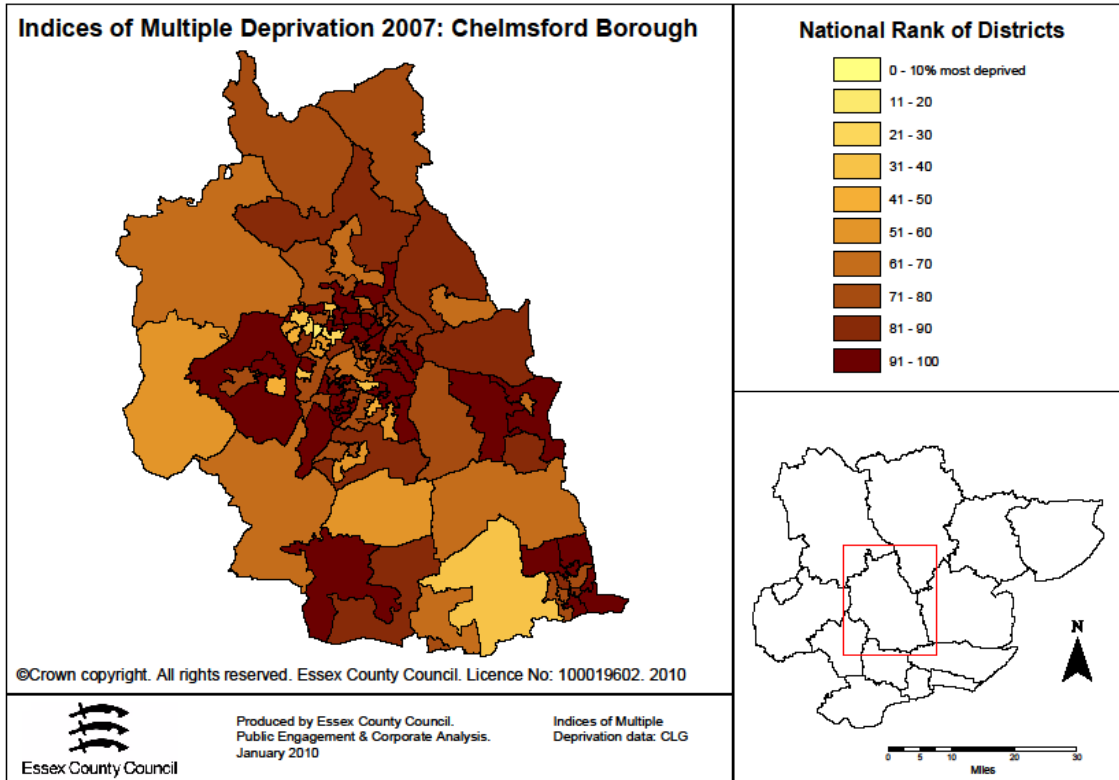 Indices of Multiple Deprivation 2007: Chelmsford Borough
©Crown copyright. All rights reserved. Essex County Council. Licence No: 100019602. 2010
National Rank of Districts
0 - 10% most deprived
11 - 20
21 - 30
31 - 40
41 - 50
51 - 60
61 - 70
71 - 80
81 - 90
91 - 100
N
0 5 10 20 30
Miles
Essex County Council
Produced by Essex County Council.
Public Engagement & Corporate Analysis.
January 2010
Indices of Multiple
Deprivation data: CLG